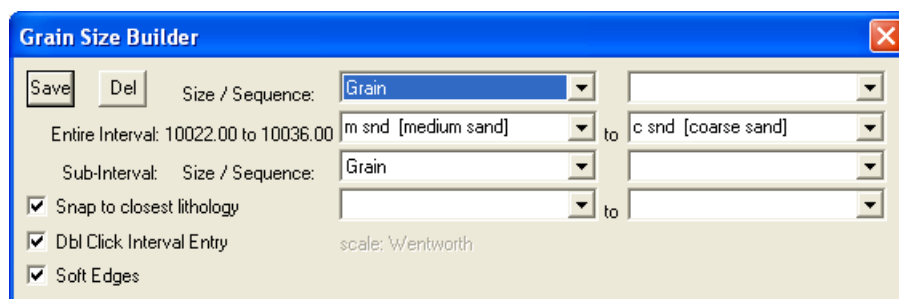 Grain Size Builder
Save Del Size / Sequence: Grain
Entire Interval: 10022.00 to 10036.00 m snd [medium sand] to c snd [coarse sand]
Sub-Interval: Size / Sequence: Grain
Snap to closest lithology to
Dbl Click Interval Entry scale: Wentworth
Soft Edges